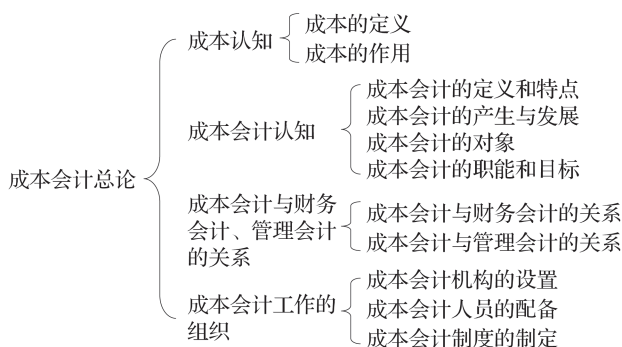 成本会计总论
成本认知
成本的定义
成本的作用
成本会计认知
成本会计的定义和特点
成本会计的产生与发展
成本会计的对象
成本会计的职能和目标
成本会计与财务
会计、管理会计
的关系
成本会计与财务会计的关系
成本会计与管理会计的关系
成本会计工作的
组织
成本会计机构的设置
成本会计人员的配备
成本会计制度的制定